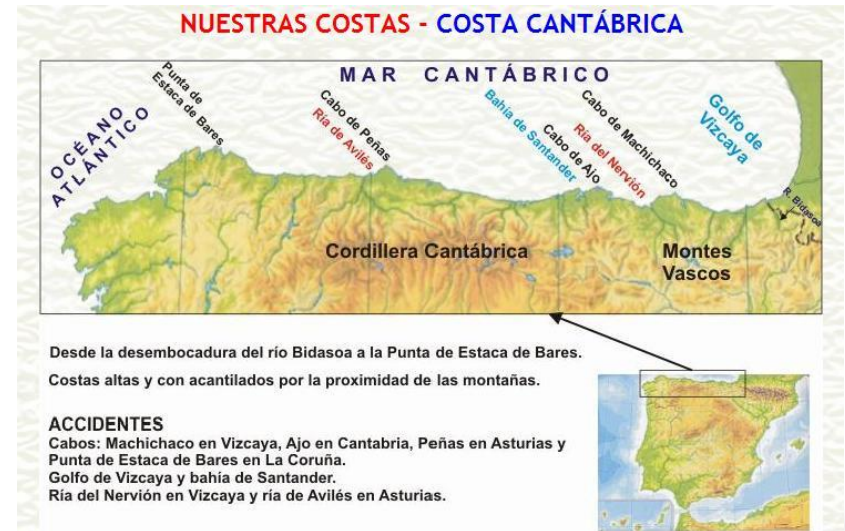 NUESTRAS COSTAS - COSTA CANTÁBRICA
MAR CANTÁBRICO
OCÉANO
ATLÁNTICO
Punta de
Estaca de Bares
Cabo de Peñas
Ría de Avilés
Bahía de Santander
Cabo de Ajo
Cabo de Machichaco
Ría del Nervión
Golfo de
Vizcaya
R. Bidasoa
Cordillera Cantábrica
Montes
Vascos
Desde la desembocadura del río Bidasoa a la Punta de Estaca de Bares.
Costas altas y con acantilados por la proximidad de las montañas.
ACCIDENTES
Cabos: Machichaco en Vizcaya, Ajo en Cantabria, Peñas en Asturias y
Punta de Estaca de Bares en La Coruña.
Golfo de Vizcaya y bahía de Santander.
Ría del Nervión en Vizcaya y ría de Avilés en Asturias.